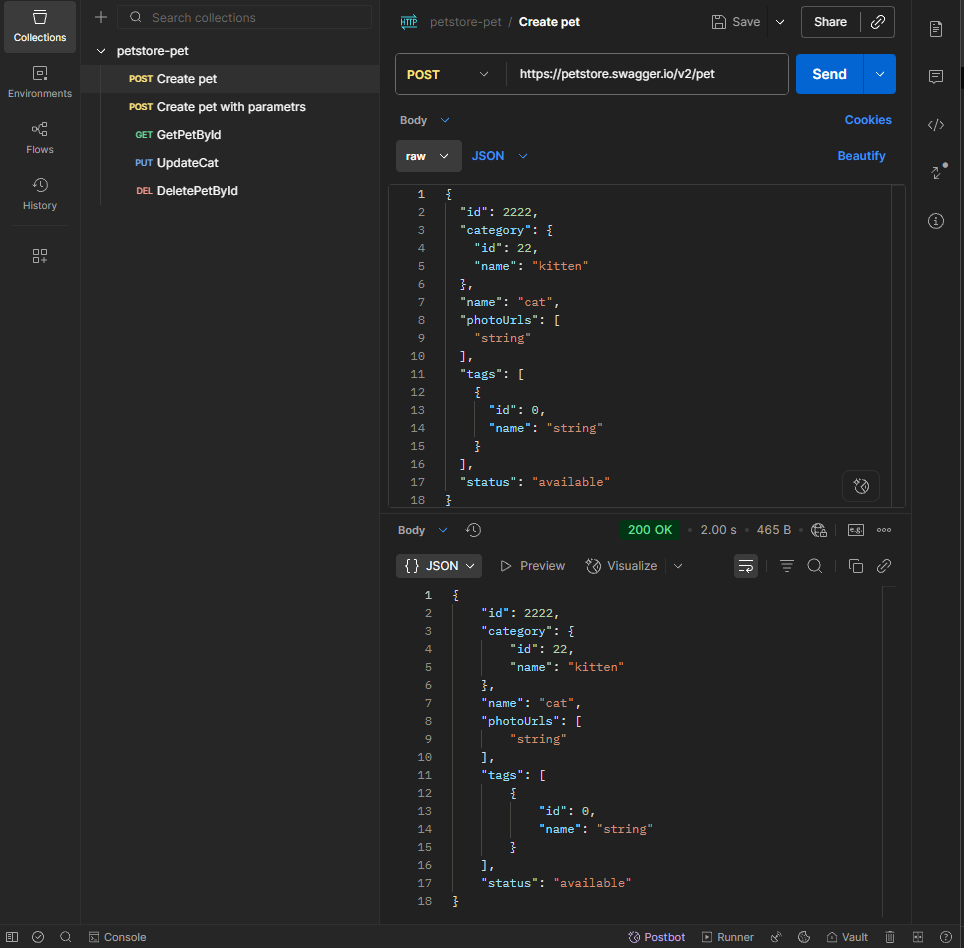 Collections
Environments
Flows
History
Search collections
petstore-pet
POST Create pet
POST Create pet with parametrs
GET GetPetById
PUT UpdateCat
DEL DeletePetById
HTTP petstore-pet / Create pet
Save
Share
POST https://petstore.swagger.io/v2/pet
Send
Body
Cookies
raw JSON
Beautify
1 {
2 "id": 2222,
3 "category": {
4 "id": 22,
5 "name": "kitten"
6 },
7 "name": "cat",
8 "photoUrls": [
9 "string"
10 ],
11 "tags": [
12 {
13 "id": 0,
14 "name": "string"
15 }
16 ],
17 "status": "available"
18 }
Body
200 OK • 2.00 s • 465 B •
e.g.
{} JSON Preview Visualize
1 {
2 "id": 2222,
3 "category": {
4 "id": 22,
5 "name": "kitten"
6 },
7 "name": "cat",
8 "photoUrls": [
9 "string"
10 ],
11 "tags": [
12 {
13 "id": 0,
14 "name": "string"
15 }
16 ],
17 "status": "available"
18 }
Console
Postbot
Runner
Vault